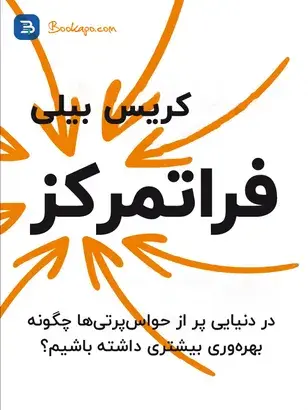 Bookapo.com
کریس بیلی
فراتمرکز
در دنیایی پر از حواس‌پرتی‌ها چگونه
بهره‌وری بیشتری داشته باشیم؟